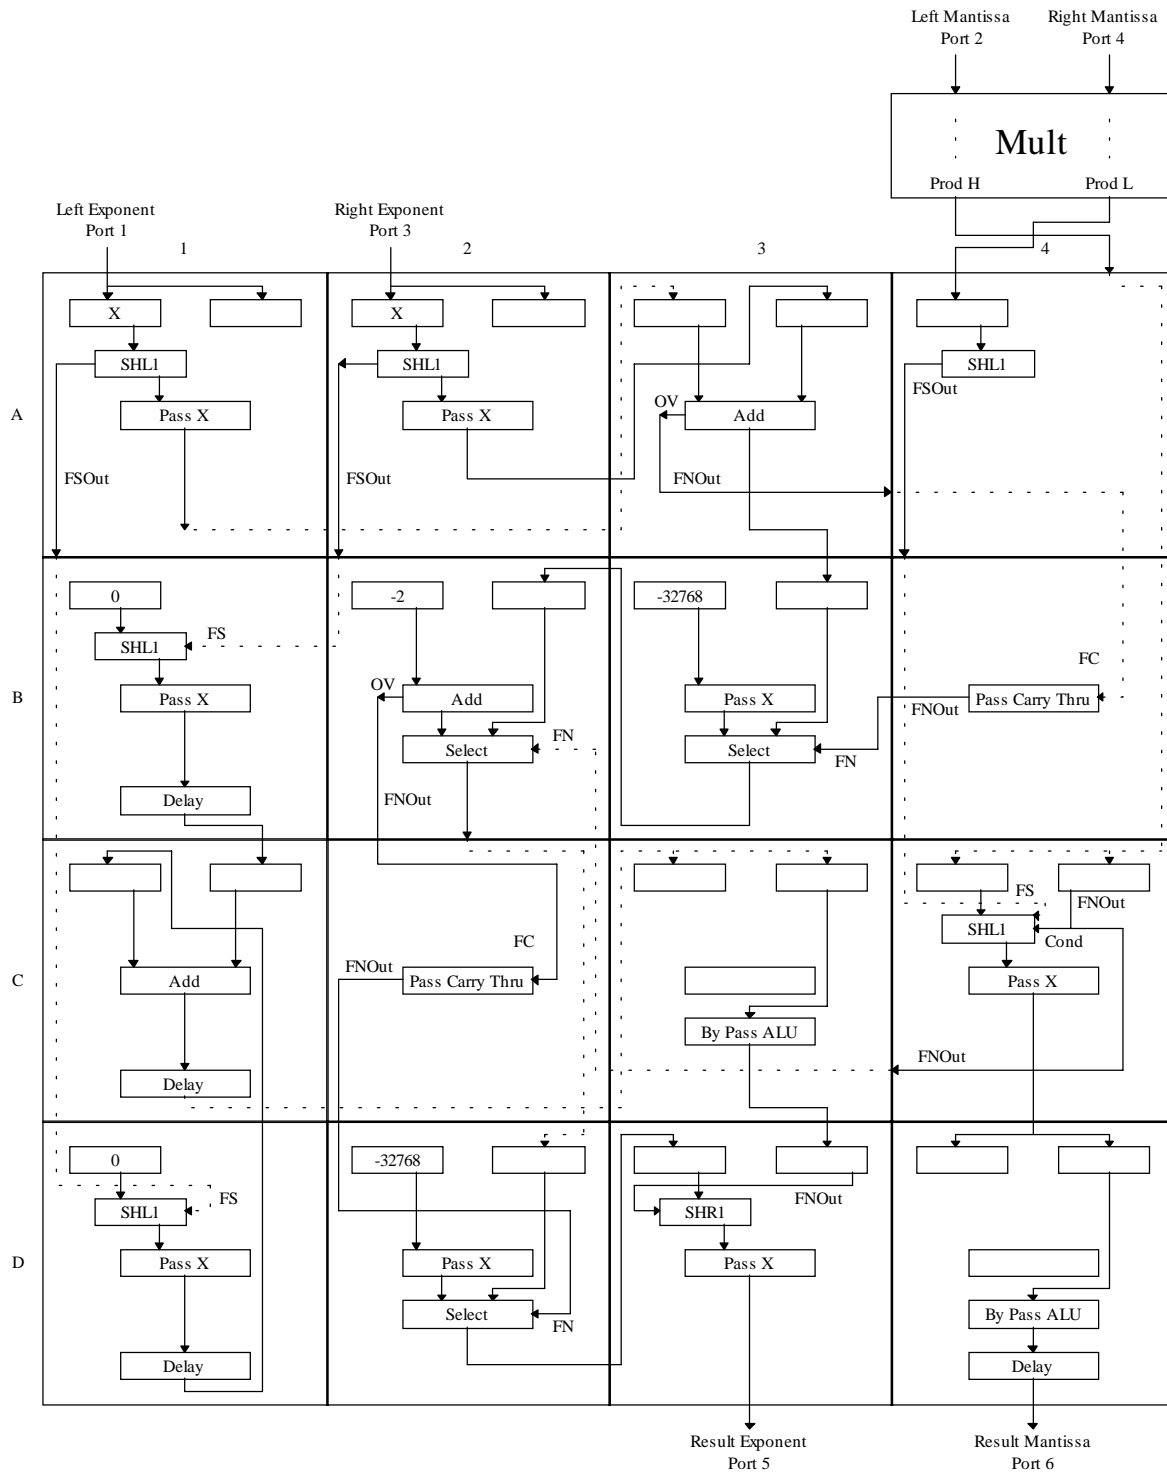 Left Mantissa
Port 2
Right Mantissa
Port 4
Mult
Prod H
Prod L
Left Exponent
Port 1
Right Exponent
Port 3
1
2
3
4
A
X
SHL1
Pass X
FSOut
X
SHL1
Pass X
FSOut
OV
Add
FNOut
SHL1
FSOut
B
0
SHL1
FS
Pass X
Delay
-2
OV
Add
FN
Select
FNOut
-32768
Pass X
Select
FN
FC
FNOut
Pass Carry Thru
C
Add
Delay
FC
FNOut
Pass Carry Thru
By Pass ALU
FS
FNOut
SHL1
Cond
Pass X
FNOut
D
0
FS
SHL1
Pass X
Delay
-32768
Pass X
Select
FN
FNOut
SHR1
Pass X
By Pass ALU
Delay
Result Exponent
Port 5
Result Mantissa
Port 6